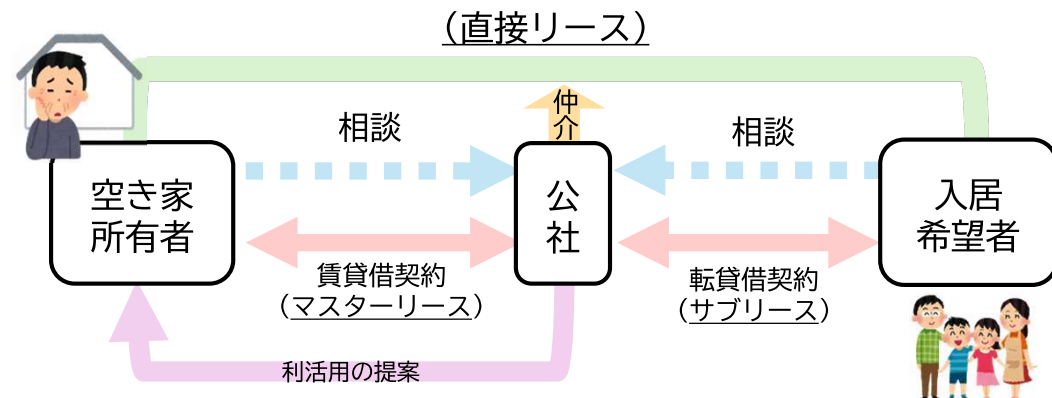 （直接リース）
仲
介
相談
相談
空き家
所有者
公
社
入居
希望者
賃貸借契約
（マスターリース）
転貸借契約
（サブリース）
利活用の提案